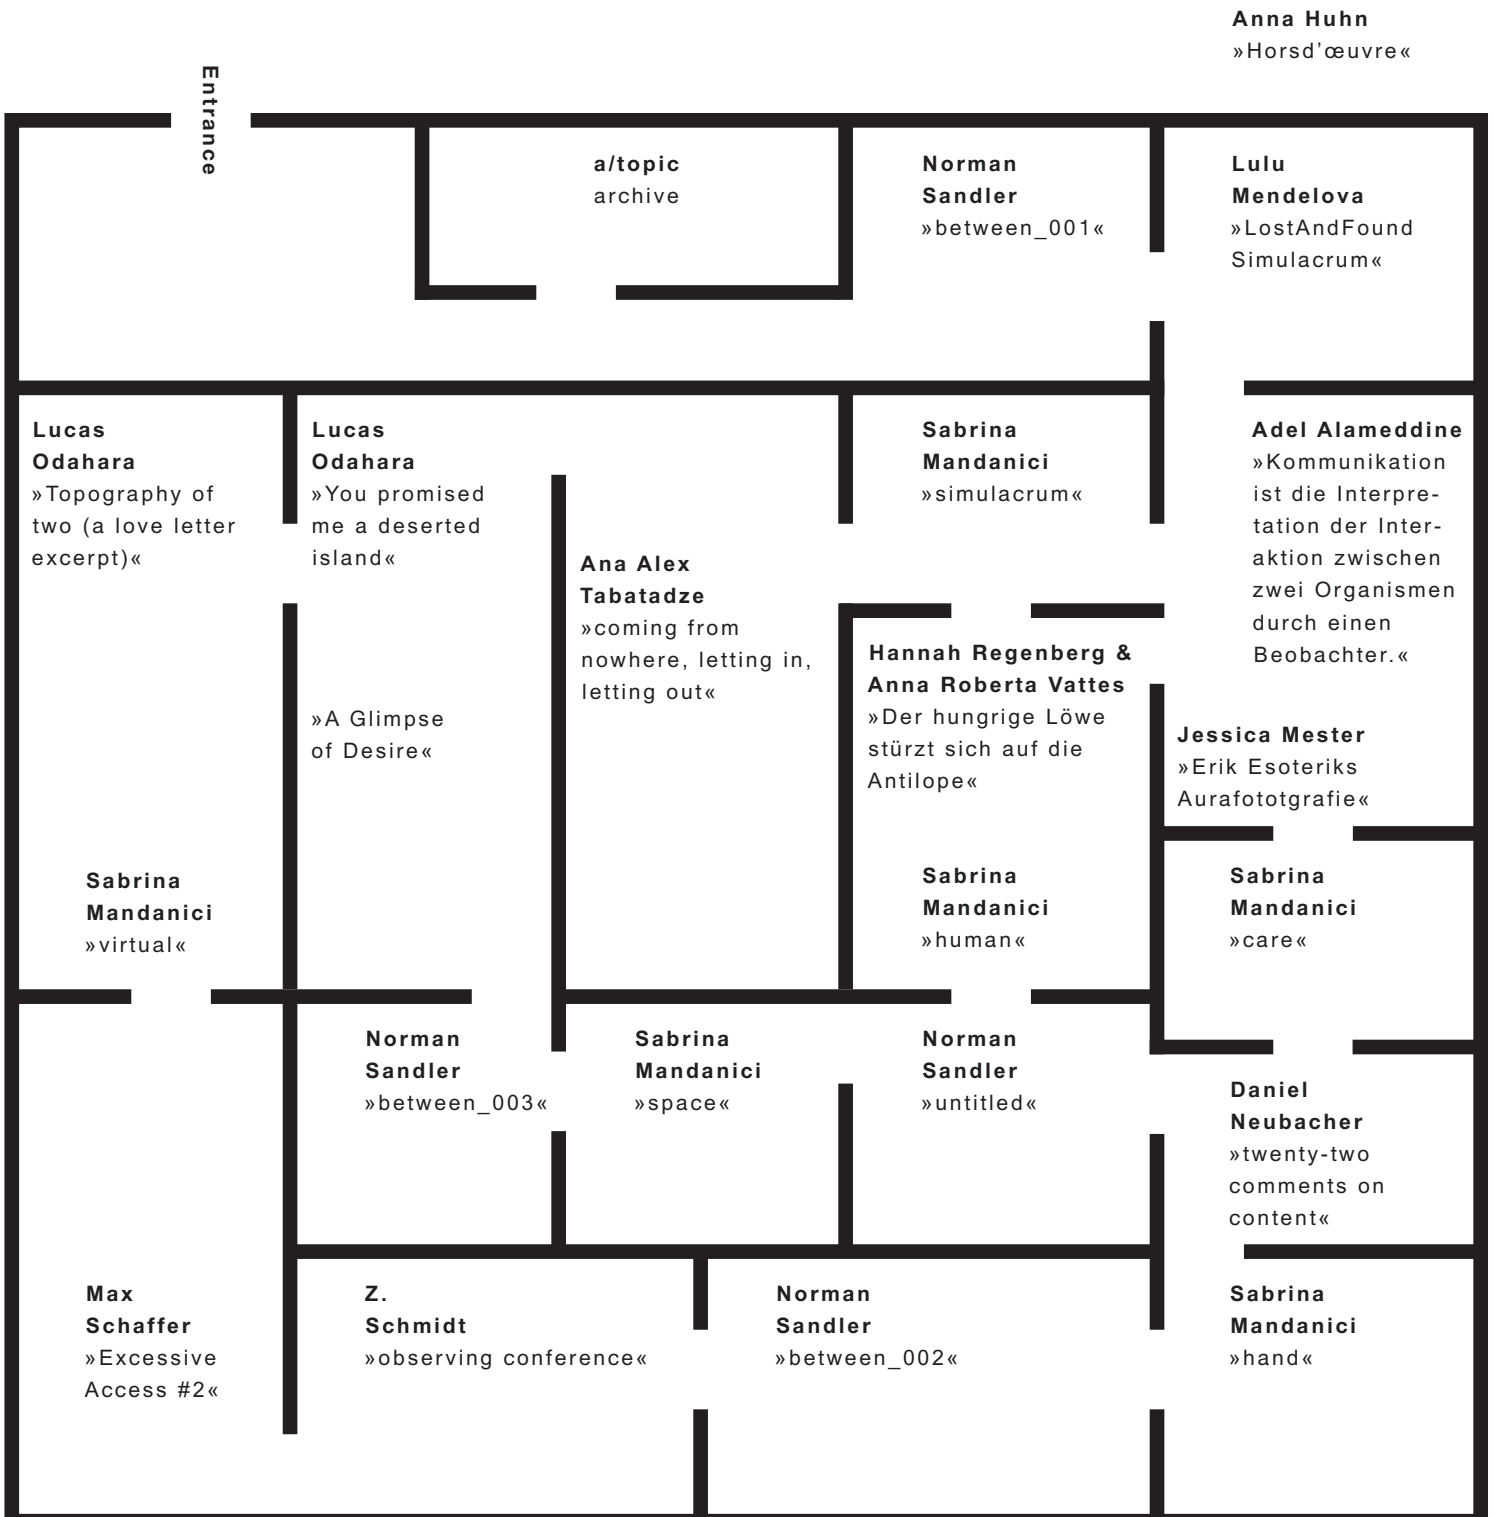 Anna Huhn
»Horsd’œuvre«
Entrance
a/topic
archive
Norman
Sandler
»between_001«
Lulu
Mendelova
»LostAndFound
Simulacrum«
Lucas
Odahara
»Topography of
two (a love letter
excerpt)«
Lucas
Odahara
»You promised
me a deserted
island«
»A Glimpse
of Desire«
Ana Alex
Tabatadze
»coming from
nowhere, letting in,
letting out«
Sabrina
Mandanici
»simulacrum«
Adel Alameddine
»Kommunikation
ist die Interpre-
tation der Inter-
aktion zwischen
zwei Organismen
durch einen
Beobachter.«
Hannah Regenberg &
Anna Roberta Vattes
»Der hungrige Löwe
stürzt sich auf die
Antilope«
Jessica Mester
»Erik Esoteriks
Aurafototgrafie«
Sabrina
Mandanici
»virtual«
Sabrina
Mandanici
»human«
Sabrina
Mandanici
»care«
Norman
Sandler
»between_003«
Sabrina
Mandanici
»space«
Norman
Sandler
»untitled«
Daniel
Neubacher
»twenty-two
comments on
content«
Max
Schaffer
»Excessive
Access #2«
Z.
Schmidt
»observing conference«
Norman
Sandler
»between_002«
Sabrina
Mandanici
»hand«